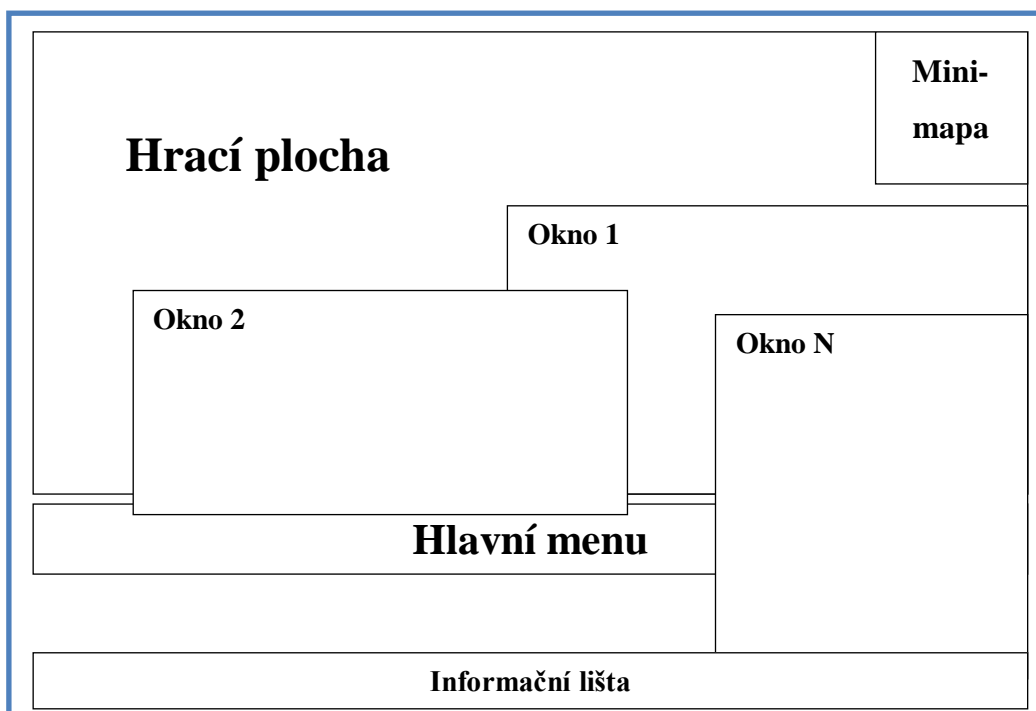 Mini-
mapa
Hrací plocha
Okno 1
Okno 2
Okno N
Hlavní menu
Informační lišta